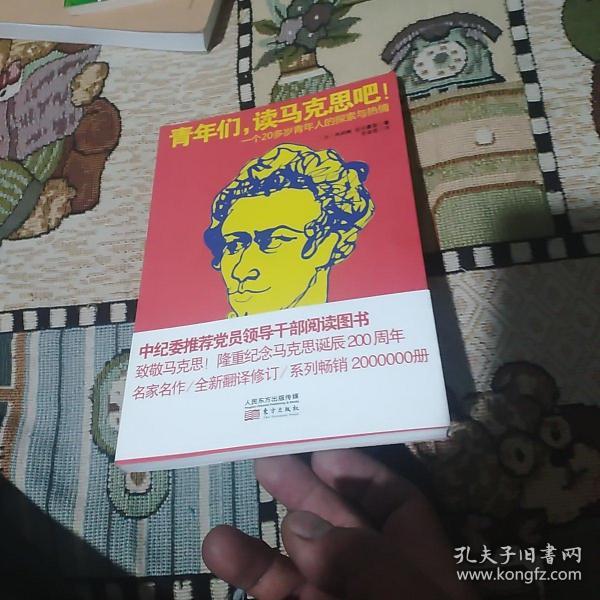 青年们，读马克思吧！
一个20多岁青年人的探索与热情
中纪委推荐党员领导干部阅读图书
致敬马克思！隆重纪念马克思诞辰200周年
名家名作/全新翻译修订/系列畅销2000000册
人民东方出版传媒
东方出版社
孔夫子旧书网
www.kongfz.com